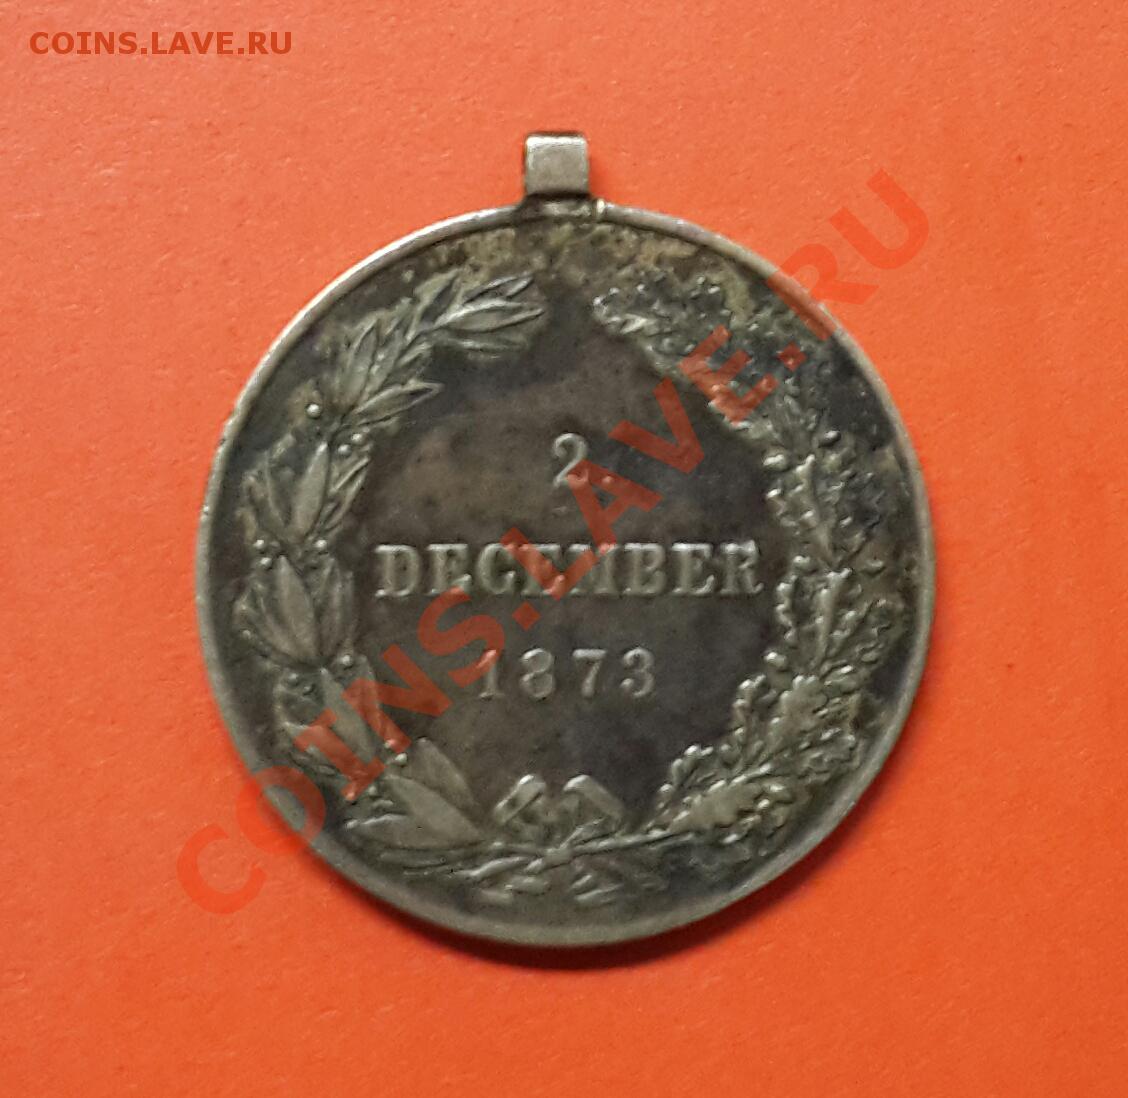 COINS.LAVE.RU
2.
DECEMBER
1873
COINS.LAVE.RU